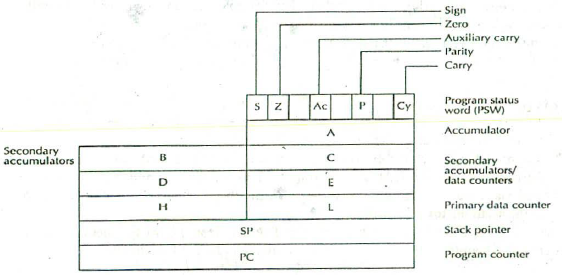 Sign
Zero
Auxiliary carry
Parity
Carry
S Z Ac P Cy
Program status
word (PSW)
A
Accumulator
Secondary
accumulators
B
C
Secondary
accumulators/
data counters
D
E
H
L
Primary data counter
SP
Stack pointer
PC
Program counter